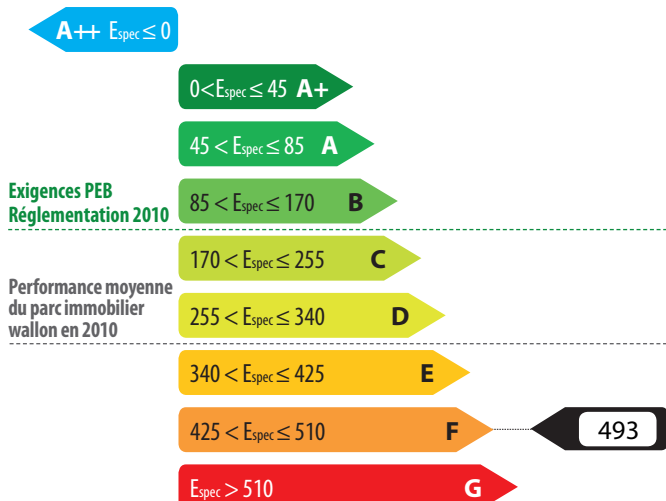 A++ Espec ≤ 0
0 < Espec ≤ 45 A+
45 < Espec ≤ 85 A
Exigences PEB
Réglementation 2010
85 < Espec ≤ 170 B
170 < Espec ≤ 255 C
Performance moyenne
du parc immobilier
wallon en 2010
255 < Espec ≤ 340 D
340 < Espec ≤ 425 E
425 < Espec ≤ 510 F 493
Espec > 510 G